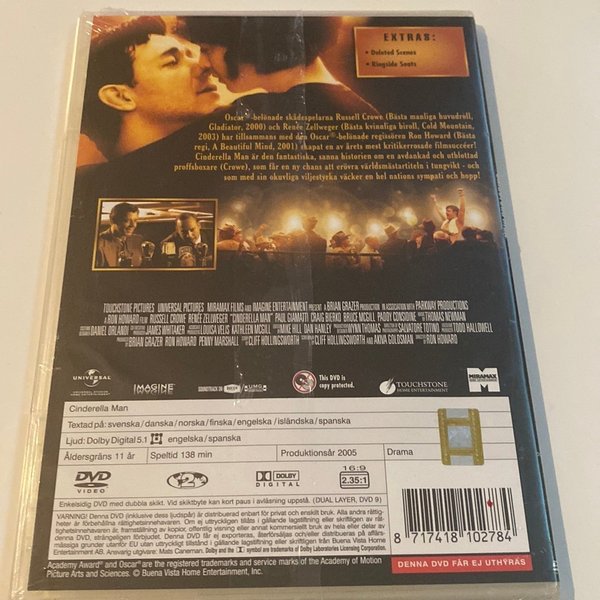 EXTRAS:
• Deleted Scenes
• Ringside Seats
Oscar®-belönade skådespelarna Russell Crowe (Bästa manliga huvudroll,
Gladiator, 2000) och Renée Zellweger (Bästa kvinnliga biroll, Cold Mountain,
2003) har tillsammans med den Oscar®-belönade regissören Ron Howard (Bästa
regi, A Beautiful Mind, 2001) skapat en av årets mest kritikerrosade filmsuccéer!
Cinderella Man är den fantastiska, sanna historien om en avdankad och utblottad
proffsboxare (Crowe), som får en ny chans att erövra världsmästartiteln i tungvikt - och
som med sin okuvliga viljestyrka väcker en hel nations sympati och hopp!
TOUCHSTONE PICTURES UNIVERSAL PICTURES MIRAMAX FILMS AND IMAGINE ENTERTAINMENT PRESENT A BRIAN GRAZER PRODUCTION IN ASSOCIATION WITH PARKWAY PRODUCTIONS
A RON HOWARD FILM RUSSELL CROWE RENÉE ZELLWEGER "CINDERELLA MAN" PAUL GIAMATTI CRAIG BIERKO BRUCE MCGILL PADDY CONSIDINE THOMAS NEWMAN
DANIEL ORLANDI JAMES WHITAKER LOUISA VELIS KATHLEEN MCGILL MIKE HILL DAN HANLEY WYNN THOMAS SALVATORE TOTINO TODD HALLOWELL
BRIAN GRAZER RON HOWARD PENNY MARSHALL CLIFF HOLLINGSWORTH CLIFF HOLLINGSWORTH AND AKIVA GOLDSMAN RON HOWARD
UNIVERSAL
IMAGINE
SOUNDTRACK ON DECCA
This DVD is
copy protected.
TOUCHSTONE
HOME ENTERTAINMENT
MIRAMAX
Cinderella Man
Textad på: svenska/danska/norska/finska/engelska/isländska/spanska
Ljud: Dolby Digital 5.1 engelska/spanska
Åldersgräns 11 år Speltid 138 min Produktionsår 2005 Drama
DVD
VIDEO
2
DOLBY
DIGITAL
16:9
2.35:1
Enkelsidig DVD med dubbla skikt. Vid skiktbyte kan kort paus i avläsning uppstå. (DUAL LAYER, DVD 9)
VARNING! Denna DVD (inklusive dess ljudspår) är enbart avsedd för privat och enskilt bruk. Alla andra rättig-
heter är förbehållna rättighetsinnehavaren. Om ej uttryckligen tillåts i gällande lagstiftning eller skriftligen av rättighets-
innehavaren, är framställning av kopior, offentlig visning eller annat kommersiellt bruk av hela eller delar av denna
DVD, strängeligen förbjudet. Denna DVD får ej exporteras, återförsäljas och/eller distribueras på affärs-
mässiga grunder utanför EU utan uttryckligt tillstånd i gällande lagstiftning eller skriftligen från Buena Vista Home
Entertainment AB. Ansvarig utgivare: Mats Caneman. Dolby and the symbol are trademarks of Dolby Laboratories Licensing Corporation.
Academy Award® and Oscar® are the registered trademarks and service marks of the Academy of Motion
Picture Arts and Sciences. © Buena Vista Home Entertainment, Inc.
8 717418 102784
DENNA DVD FÅR EJ UTHYRAS